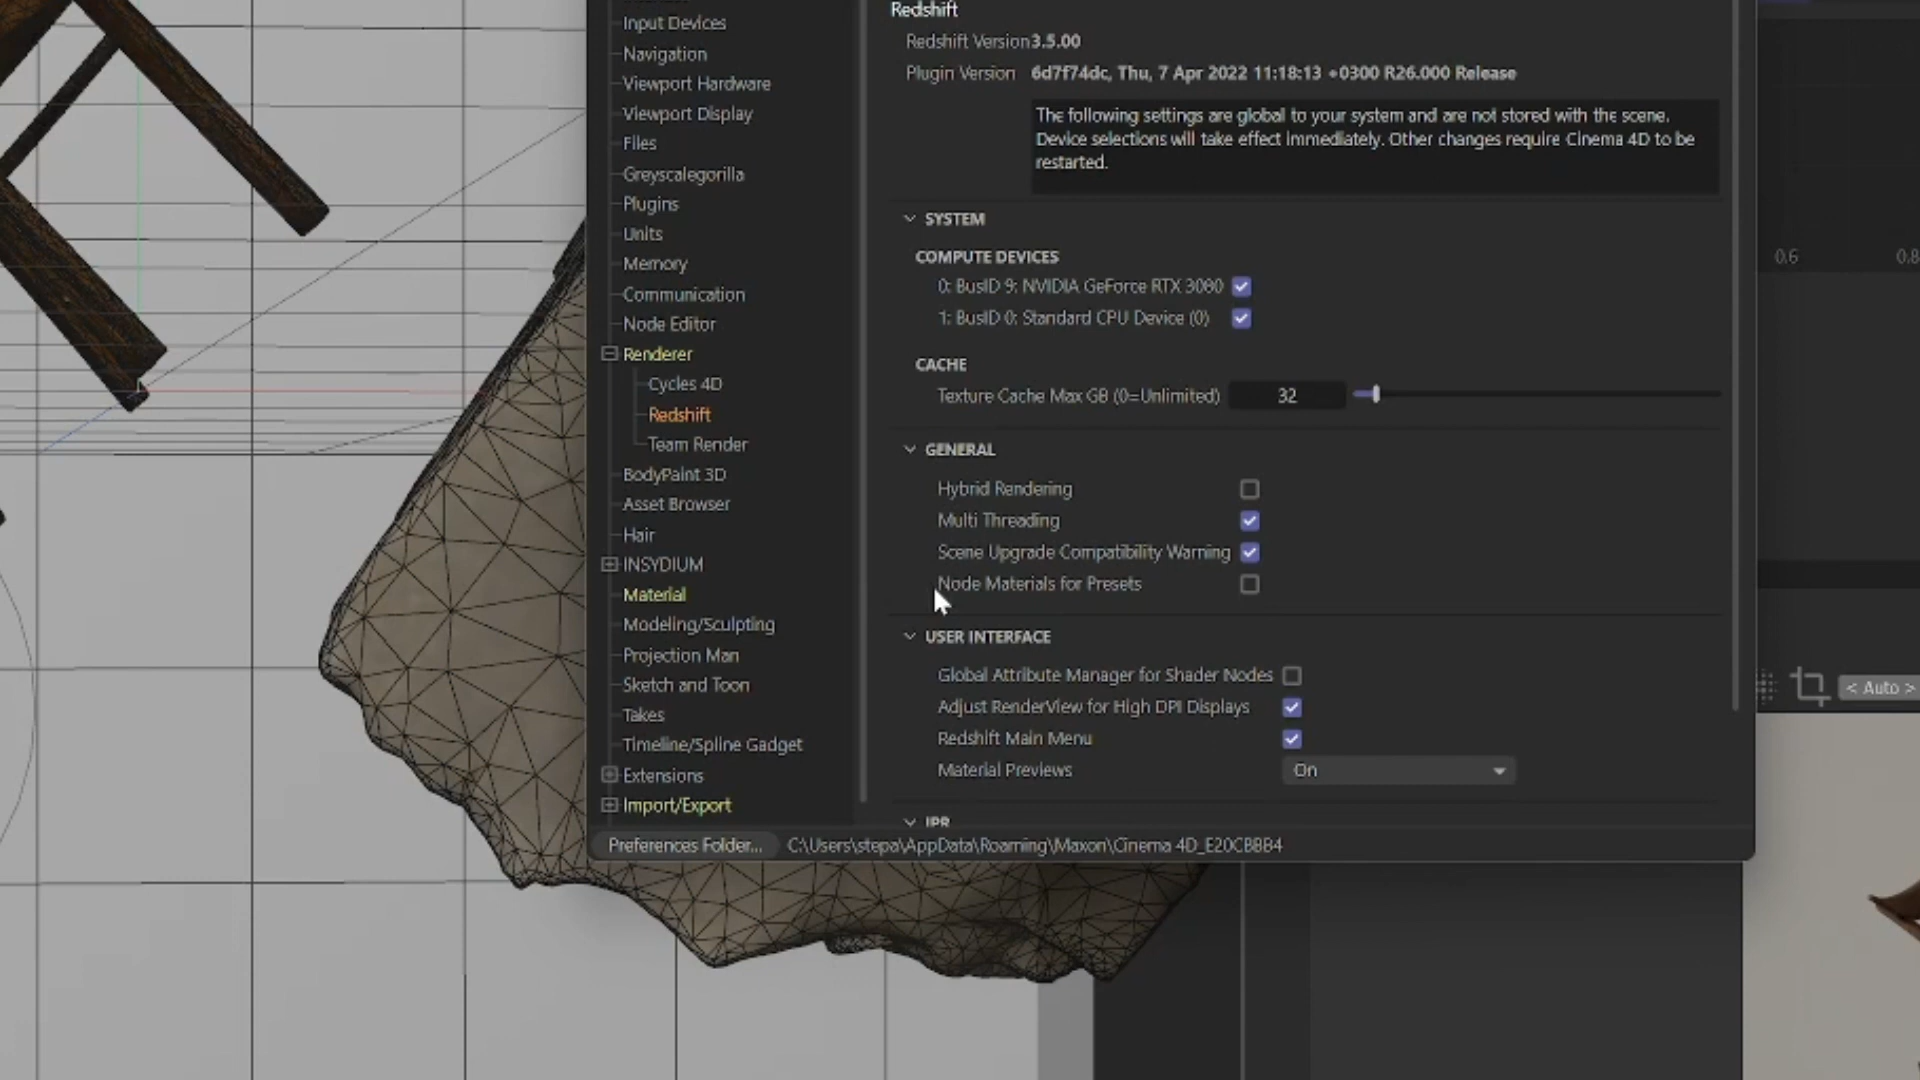 Redshift
Input Devices
Redshift Version 3.5.00
Navigation
Plugin Version 6d7f74dc, Thu, 7 Apr 2022 11:18:13 +0300 R26.000 Release
Viewport Hardware
Viewport Display
Files
Greyscalegorilla
Plugins
Units
Memory
Communication
Node Editor
Renderer
Cycles 4D
Redshift
Team Render
BodyPaint 3D
Asset Browser
Hair
INSYDIUM
Material
Modeling/Sculpting
Projection Man
Sketch and Toon
Takes
Timeline/Spline Gadget
Extensions
Import/Export
The following settings are global to your system and are not stored with the scene.
Device selections will take effect immediately. Other changes require Cinema 4D to be
restarted.
SYSTEM
COMPUTE DEVICES
0: BusID 9: NVIDIA GeForce RTX 3080
1: BusID 0: Standard CPU Device (0)
CACHE
Texture Cache Max GB (0=Unlimited) 32
GENERAL
Hybrid Rendering
Multi Threading
Scene Upgrade Compatibility Warning
Node Materials for Presets
USER INTERFACE
Global Attribute Manager for Shader Nodes
Adjust RenderView for High DPI Displays
Redshift Main Menu
Material Previews On
IPR
Preferences Folder... C:\Users\stepa\AppData\Roaming\Maxon\Cinema 4D_E20CBBB4
0.6 0.8
< Auto >